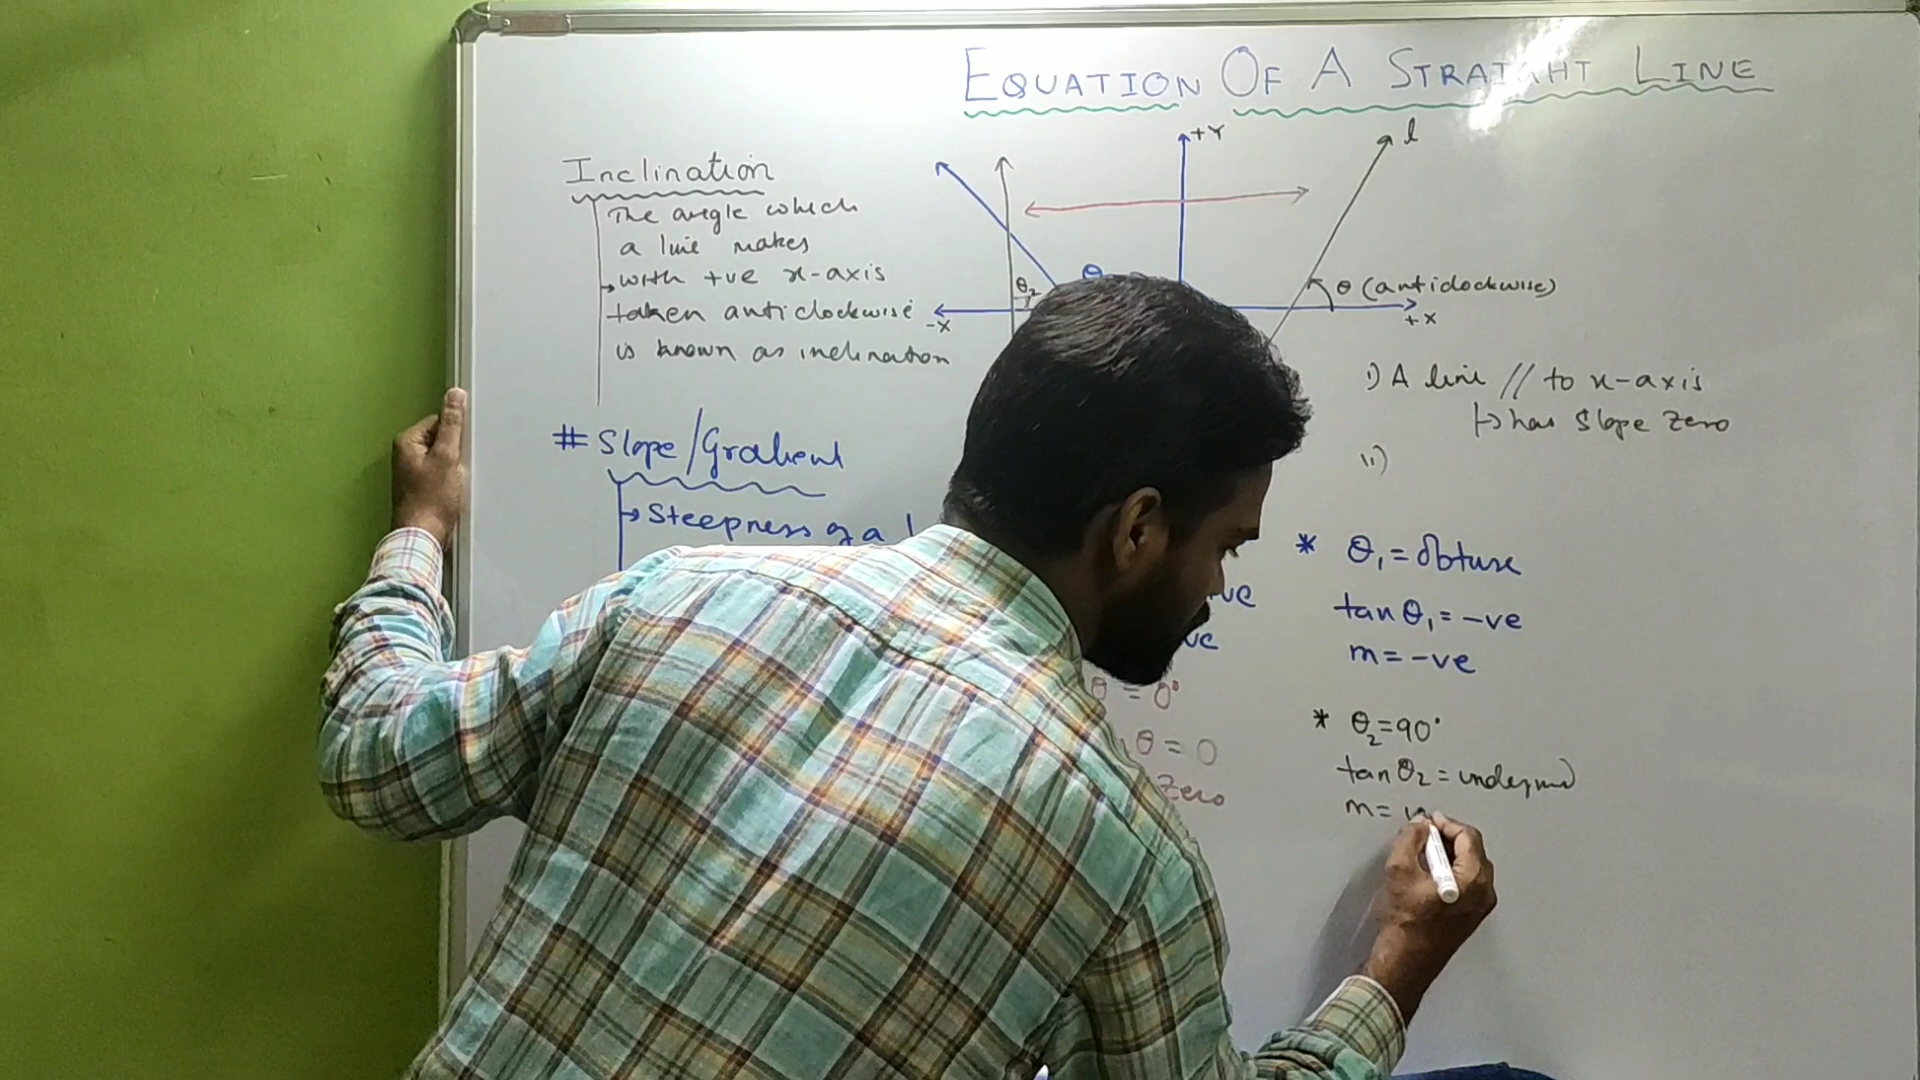 EQUATION OF A STRAIGHT LINE
Inclination
The angle which
a line makes
with +ve x-axis
taken anticlockwise
is known as inclination
+Y
l
θ
θ2
θ (anticlockwise)
-X
+X
i) A line // to x-axis
has Slope zero
ii)
# Slope/Gradient
Steepness of a
* θ1 = Obtuse
tan θ1 = -ve
m = -ve
θ = 0°
θ = 0
Zero
* θ2 = 90°
tan θ2 = undefined
m =